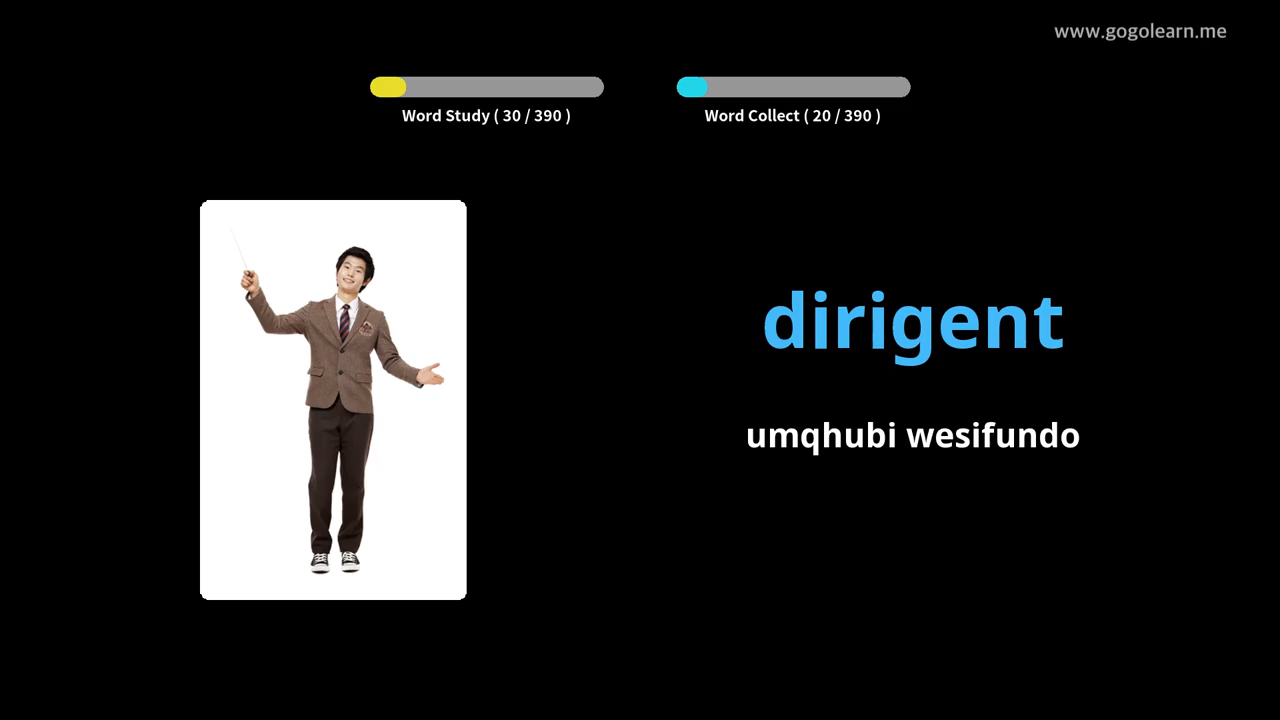 www.gogolearn.me
Word Study ( 30 / 390 )
Word Collect ( 20 / 390 )
dirigent
umqhubi wesifundo